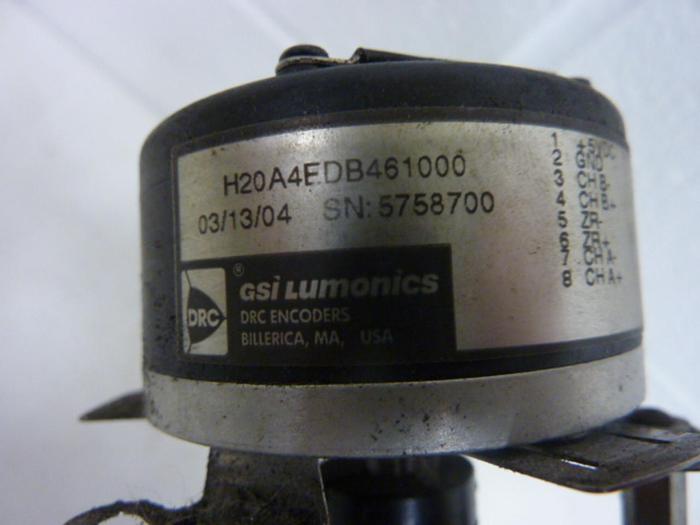 H20A4EDB461000
03/13/04 SN: 5758700
DRC
® GSi Lumonics
DRC ENCODERS
BILLERICA, MA, USA
1 +5VDC
2 GND
3 CH B-
4 CH B+
5 ZR-
6 ZR+
7 CH A-
8 CH A+